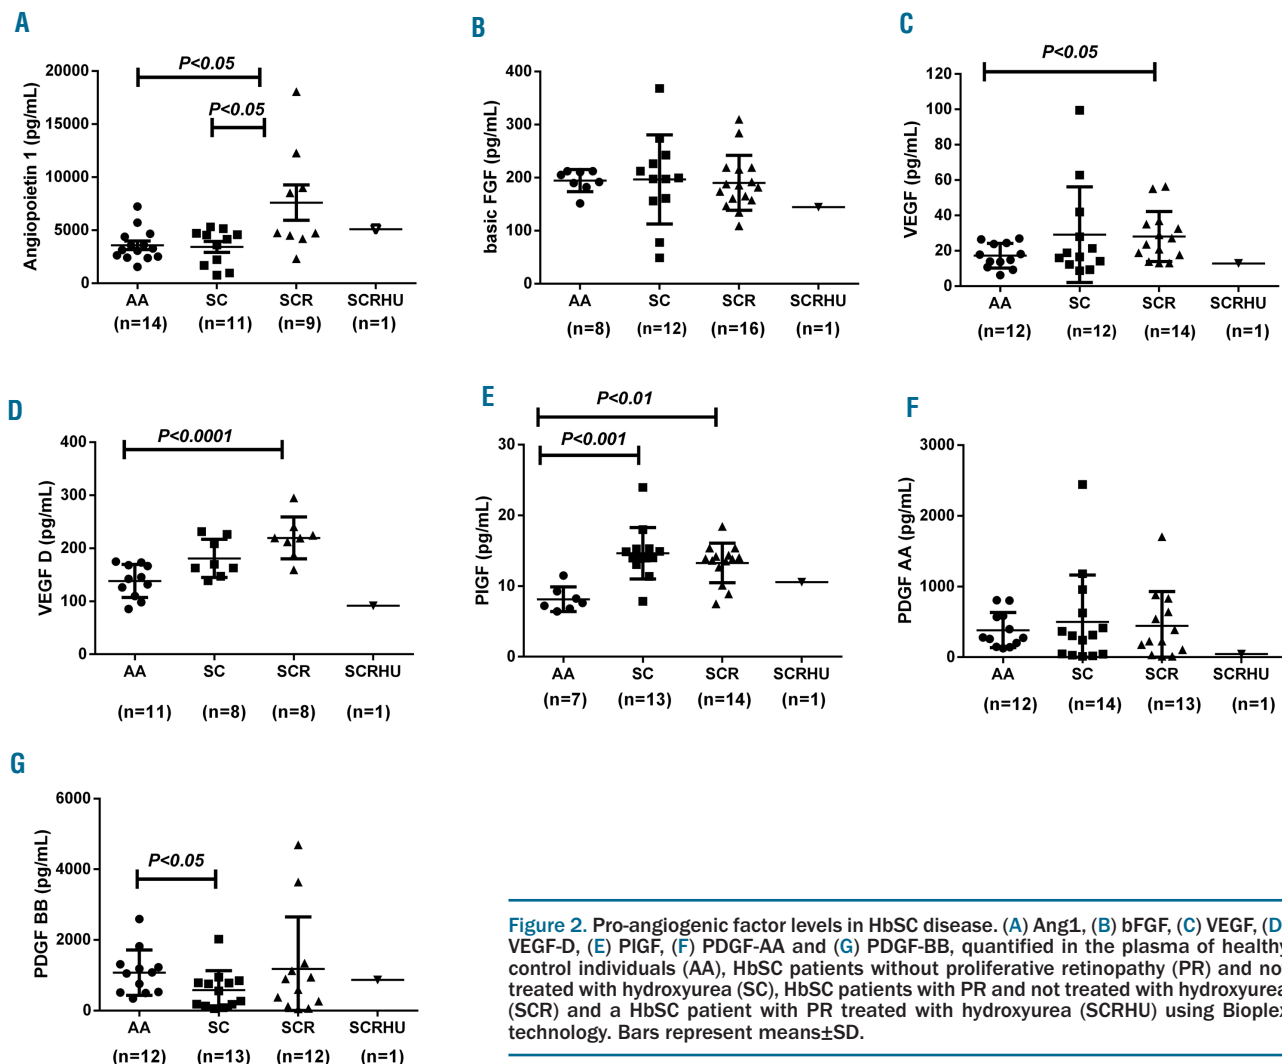 A
P<0.05
P<0.05
Angiopoietin 1 (pg/mL)
20000
15000
10000
5000
0
AA SC SCR SCRHU
(n=14) (n=11) (n=9) (n=1)
B
basic FGF (pg/mL)
400
300
200
100
0
AA SC SCR SCRHU
(n=8) (n=12) (n=16) (n=1)
C
P<0.05
VEGF (pg/mL)
120
100
80
60
40
20
0
AA SC SCR SCRHU
(n=12) (n=12) (n=14) (n=1)
D
P<0.0001
VEGF D (pg/mL)
400
300
200
100
0
AA SC SCR SCRHU
(n=11) (n=8) (n=8) (n=1)
E
P<0.01
P<0.001
PIGF (pg/mL)
30
20
10
0
AA SC SCR SCRHU
(n=7) (n=13) (n=14) (n=1)
F
PDGF AA (pg/mL)
3000
2000
1000
0
AA SC SCR SCRHU
(n=12) (n=14) (n=13) (n=1)
G
P<0.05
PDGF BB (pg/mL)
6000
4000
2000
0
AA SC SCR SCRHU
(n=12) (n=13) (n=12) (n=1)
Figure 2. Pro-angiogenic factor levels in HbSC disease. (A) Ang1, (B) bFGF, (C) VEGF, (D
VEGF-D, (E) PlGF, (F) PDGF-AA and (G) PDGF-BB, quantified in the plasma of healthy
control individuals (AA), HbSC patients without proliferative retinopathy (PR) and no
treated with hydroxyurea (SC), HbSC patients with PR and not treated with hydroxyurea
(SCR) and a HbSC patient with PR treated with hydroxyurea (SCRHU) using Bioplex
technology. Bars represent means±SD.